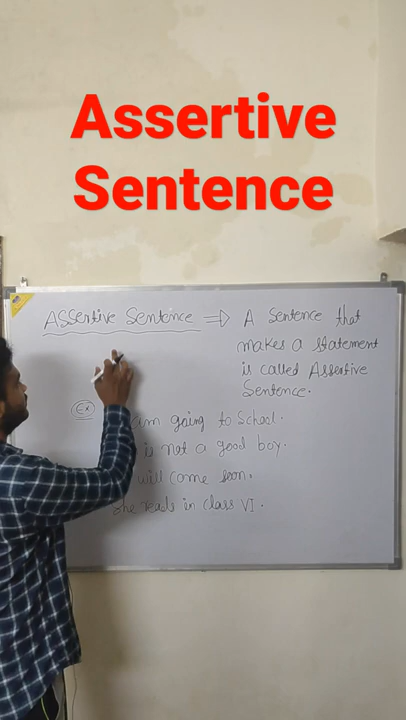 Assertive
Sentence
Assertive Sentence ⇒ A Sentence that
makes a statement
is called Assertive
Sentence.
Ex
am going to School.
is not a good boy.
will come soon.
She reads in class VI.